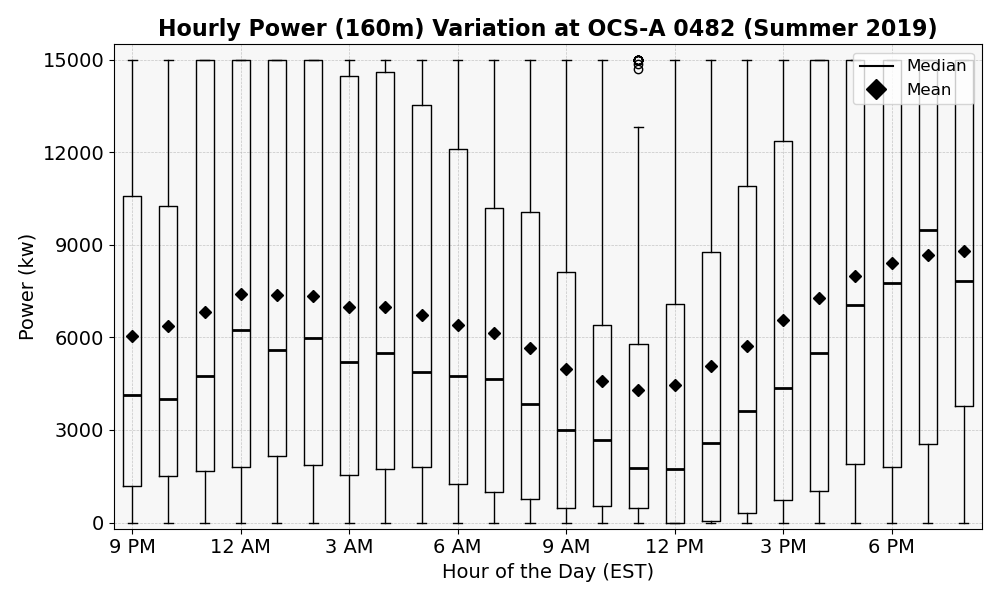 Hourly Power (160m) Variation at OCS-A 0482 (Summer 2019)
Median
Mean
15000
12000
9000
6000
3000
0
Power (kw)
9 PM 12 AM 3 AM 6 AM 9 AM 12 PM 3 PM 6 PM
Hour of the Day (EST)